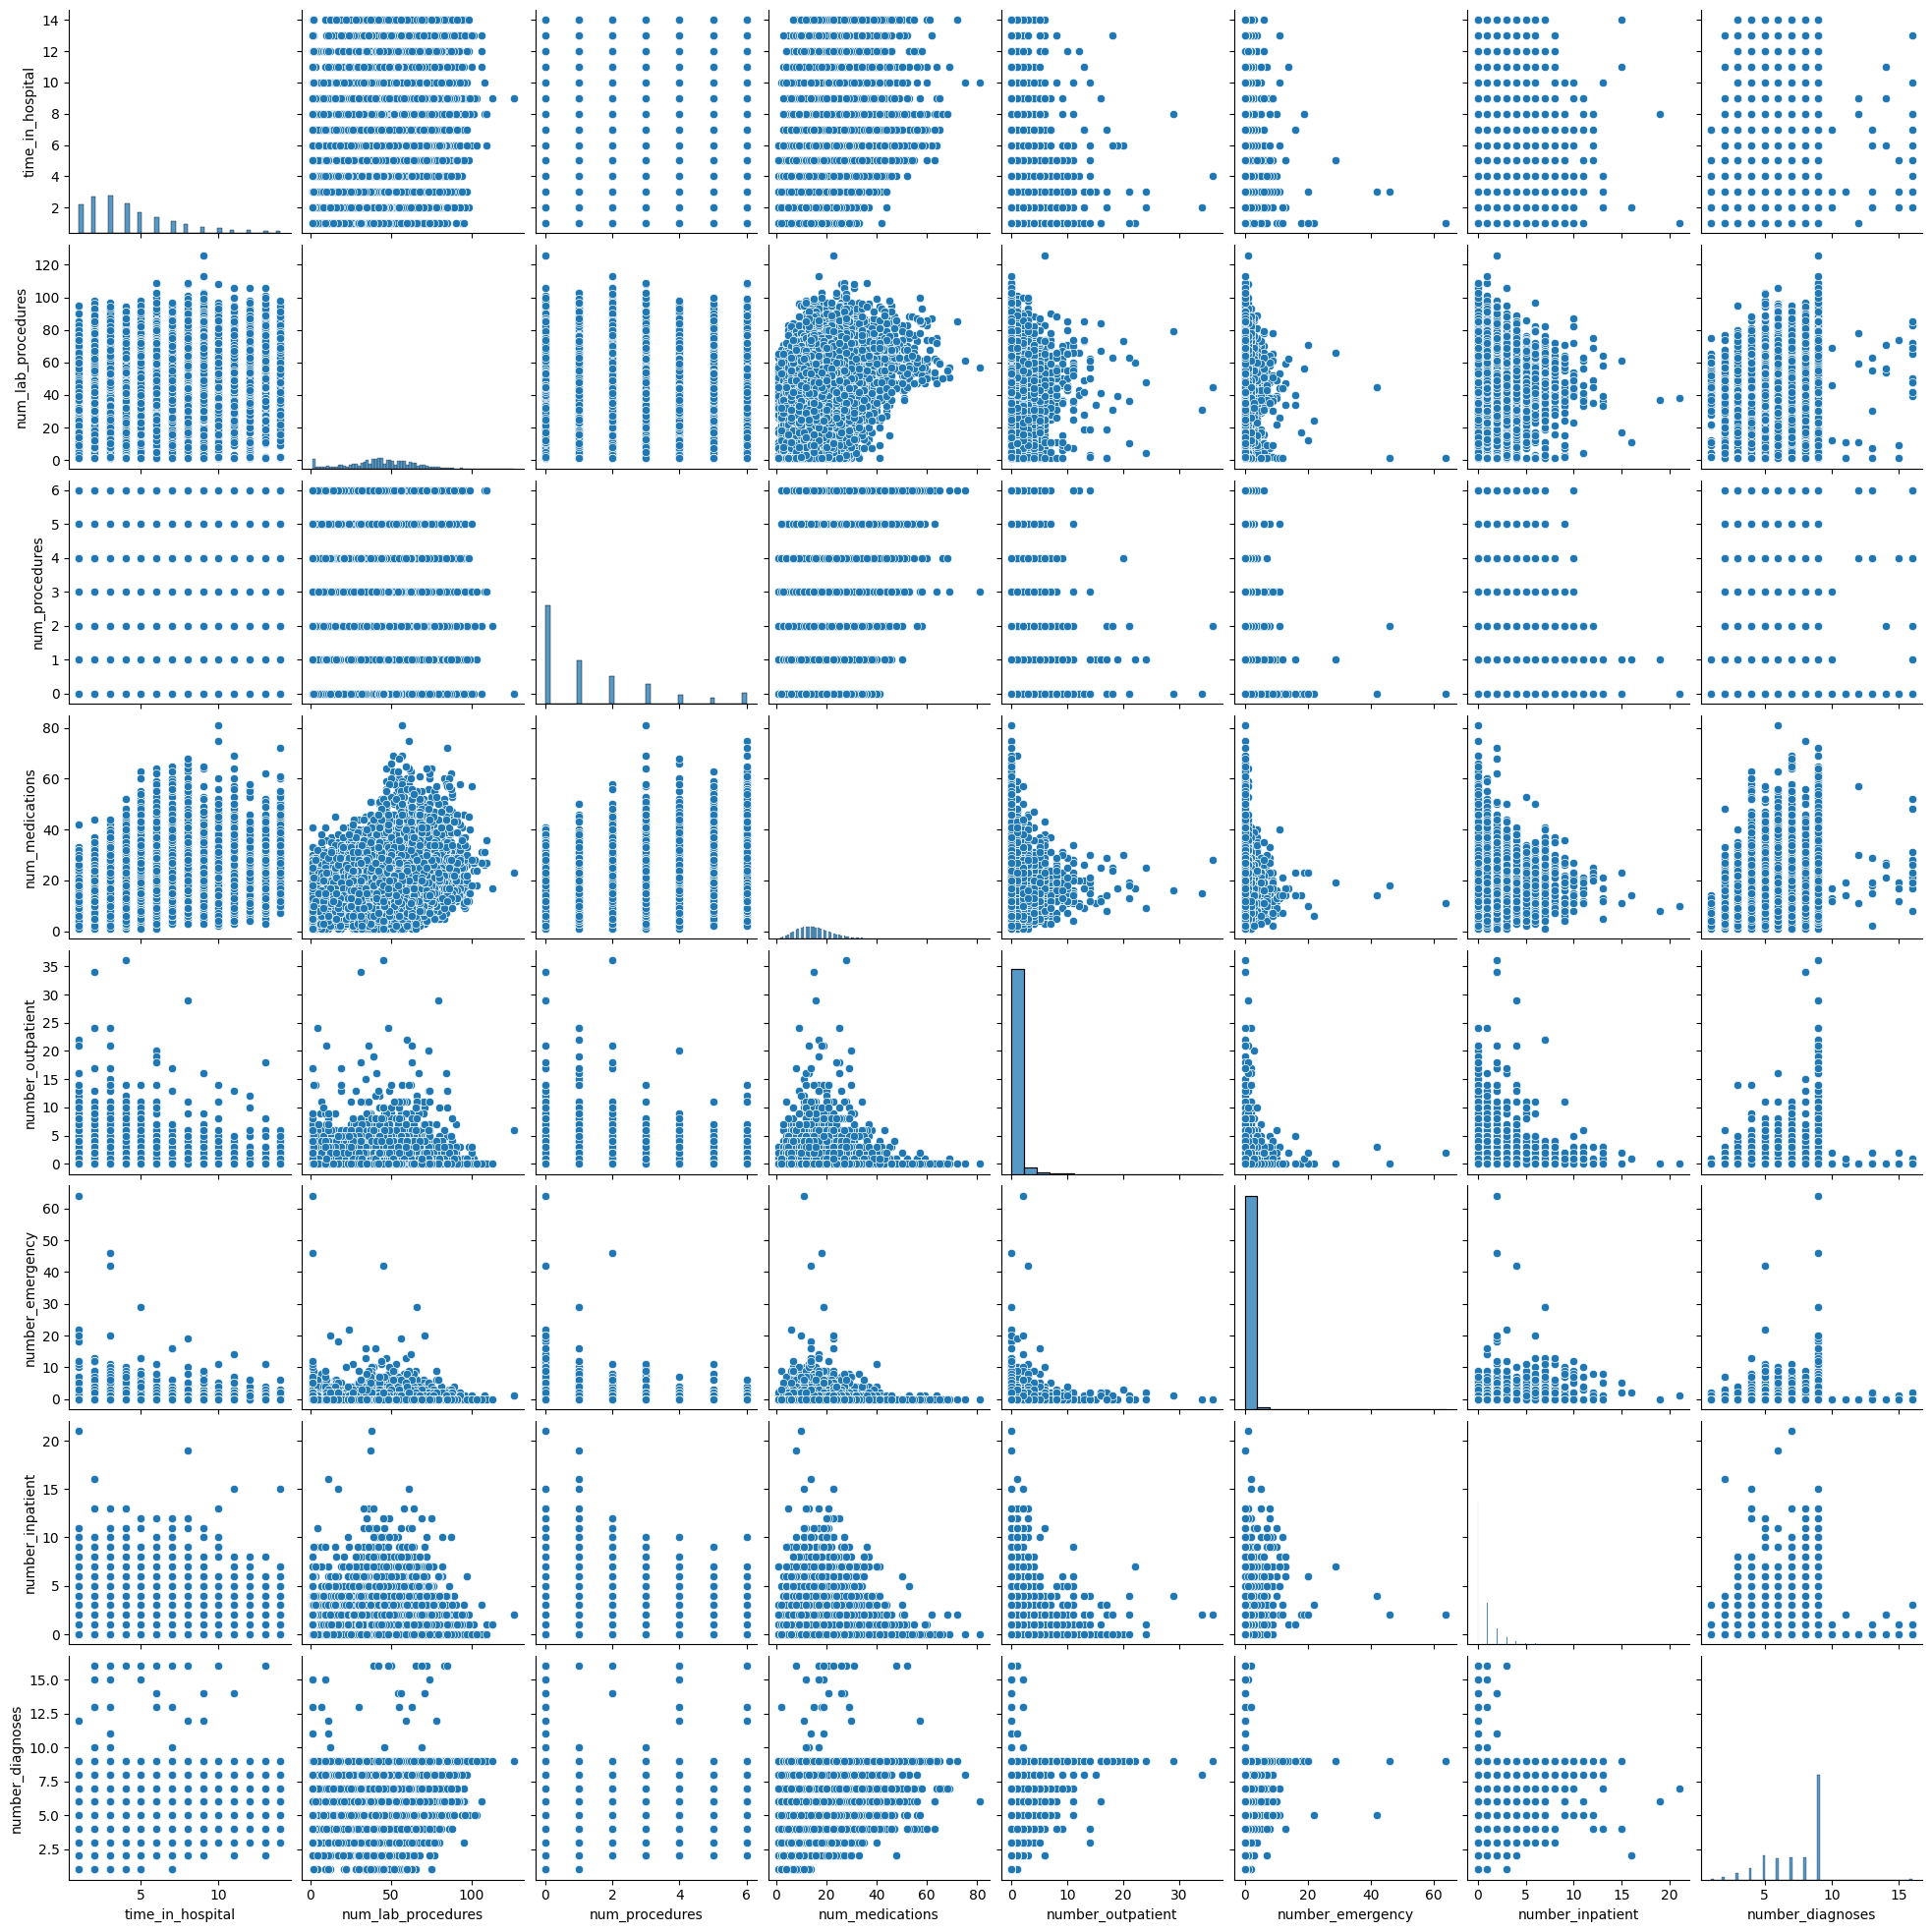 time_in_hospital
14
12
10
8
6
4
2
num_lab_procedures
120
100
80
60
40
20
0
num_procedures
6
5
4
3
2
1
0
num_medications
80
60
40
20
0
number_outpatient
35
30
25
20
15
10
5
0
number_emergency
60
50
40
30
20
10
0
number_inpatient
20
15
10
5
0
number_diagnoses
15.0
12.5
10.0
7.5
5.0
2.5
5 10
0 50 100
0 2 4 6
0 20 40 60 80
0 10 20 30
0 20 40 60
0 5 10 15 20
5 10 15
time_in_hospital
num_lab_procedures
num_procedures
num_medications
number_outpatient
number_emergency
number_inpatient
number_diagnoses